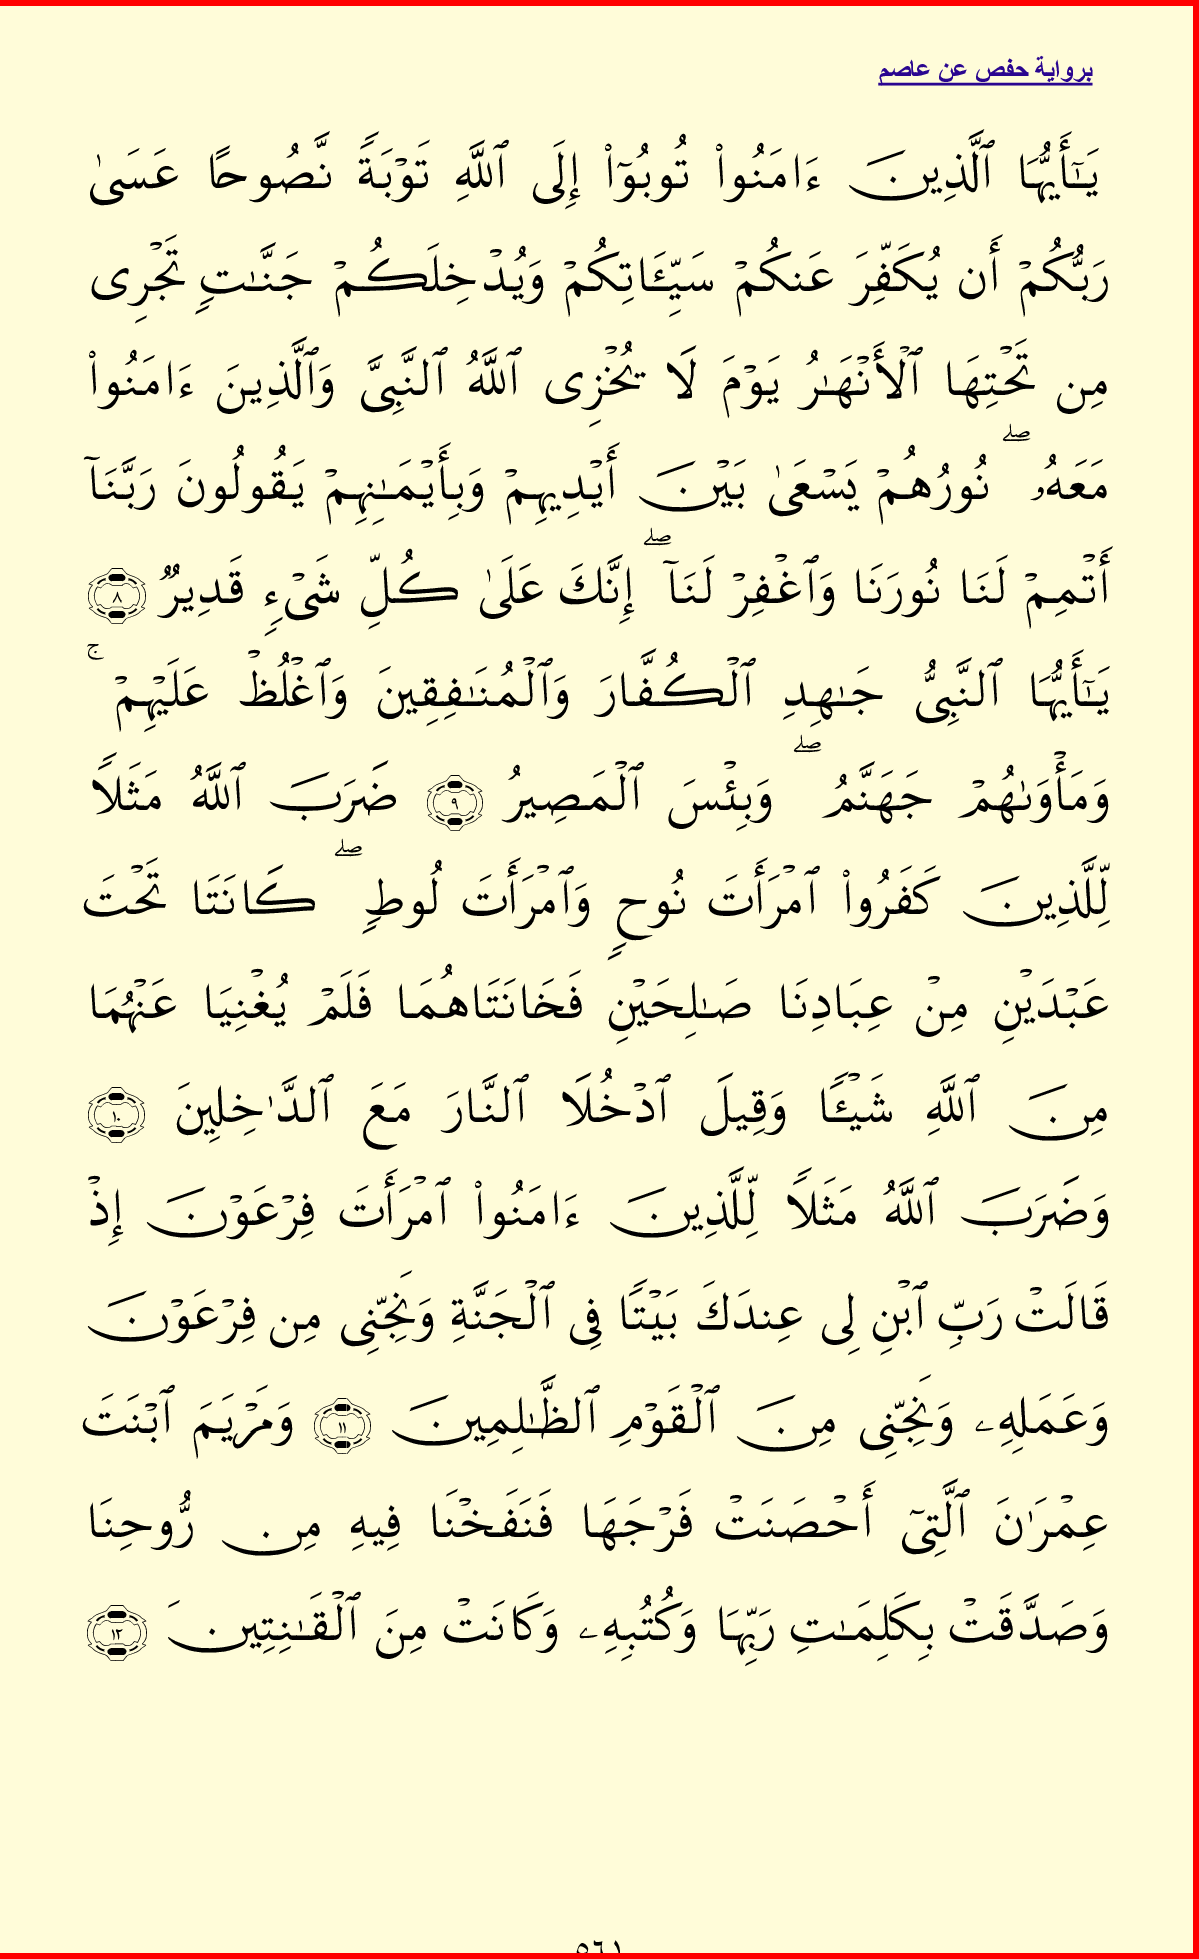 برواية حفص عن عاصم
يَـٰٓأَيُّهَا ٱلَّذِينَ ءَامَنُوا۟ تُوبُوٓا۟ إِلَى ٱللَّهِ تَوْبَةً نَّصُوحًا عَسَىٰ
رَبُّكُمْ أَن يُكَفِّرَ عَنكُمْ سَيِّـَٔاتِكُمْ وَيُدْخِلَكُمْ جَنَّـٰتٍ تَجْرِى
مِن تَحْتِهَا ٱلْأَنْهَـٰرُ يَوْمَ لَا يُخْزِى ٱللَّهُ ٱلنَّبِىَّ وَٱلَّذِينَ ءَامَنُوا۟
مَعَهُۥ ۖ نُورُهُمْ يَسْعَىٰ بَيْنَ أَيْدِيهِمْ وَبِأَيْمَـٰنِهِمْ يَقُولُونَ رَبَّنَآ
أَتْمِمْ لَنَا نُورَنَا وَٱغْفِرْ لَنَآ ۖ إِنَّكَ عَلَىٰ كُلِّ شَىْءٍ قَدِيرٌ ٨
يَـٰٓأَيُّهَا ٱلنَّبِىُّ جَـٰهِدِ ٱلْكُفَّارَ وَٱلْمُنَـٰفِقِينَ وَٱغْلُظْ عَلَيْهِمْ ۚ
وَمَأْوَىٰهُمْ جَهَنَّمُ ۖ وَبِئْسَ ٱلْمَصِيرُ ٩ ضَرَبَ ٱللَّهُ مَثَلًا
لِّلَّذِينَ كَفَرُوا۟ ٱمْرَأَتَ نُوحٍ وَٱمْرَأَتَ لُوطٍ ۖ كَانَتَا تَحْتَ
عَبْدَيْنِ مِنْ عِبَادِنَا صَـٰلِحَيْنِ فَخَانَتَاهُمَا فَلَمْ يُغْنِيَا عَنْهُمَا
مِنَ ٱللَّهِ شَيْـًٔا وَقِيلَ ٱدْخُلَا ٱلنَّارَ مَعَ ٱلدَّٰخِلِينَ ١٠
وَضَرَبَ ٱللَّهُ مَثَلًا لِّلَّذِينَ ءَامَنُوا۟ ٱمْرَأَتَ فِرْعَوْنَ إِذْ
قَالَتْ رَبِّ ٱبْنِ لِى عِندَكَ بَيْتًا فِى ٱلْجَنَّةِ وَنَجِّنِى مِن فِرْعَوْنَ
وَعَمَلِهِۦ وَنَجِّنِى مِنَ ٱلْقَوْمِ ٱلظَّـٰلِمِينَ ١١ وَمَرْيَمَ ٱبْنَتَ
عِمْرَٰنَ ٱلَّتِىٓ أَحْصَنَتْ فَرْجَهَا فَنَفَخْنَا فِيهِ مِن رُّوحِنَا
وَصَدَّقَتْ بِكَلِمَـٰتِ رَبِّهَا وَكُتُبِهِۦ وَكَانَتْ مِنَ ٱلْقَـٰنِتِينَ ١٢
٥٦١